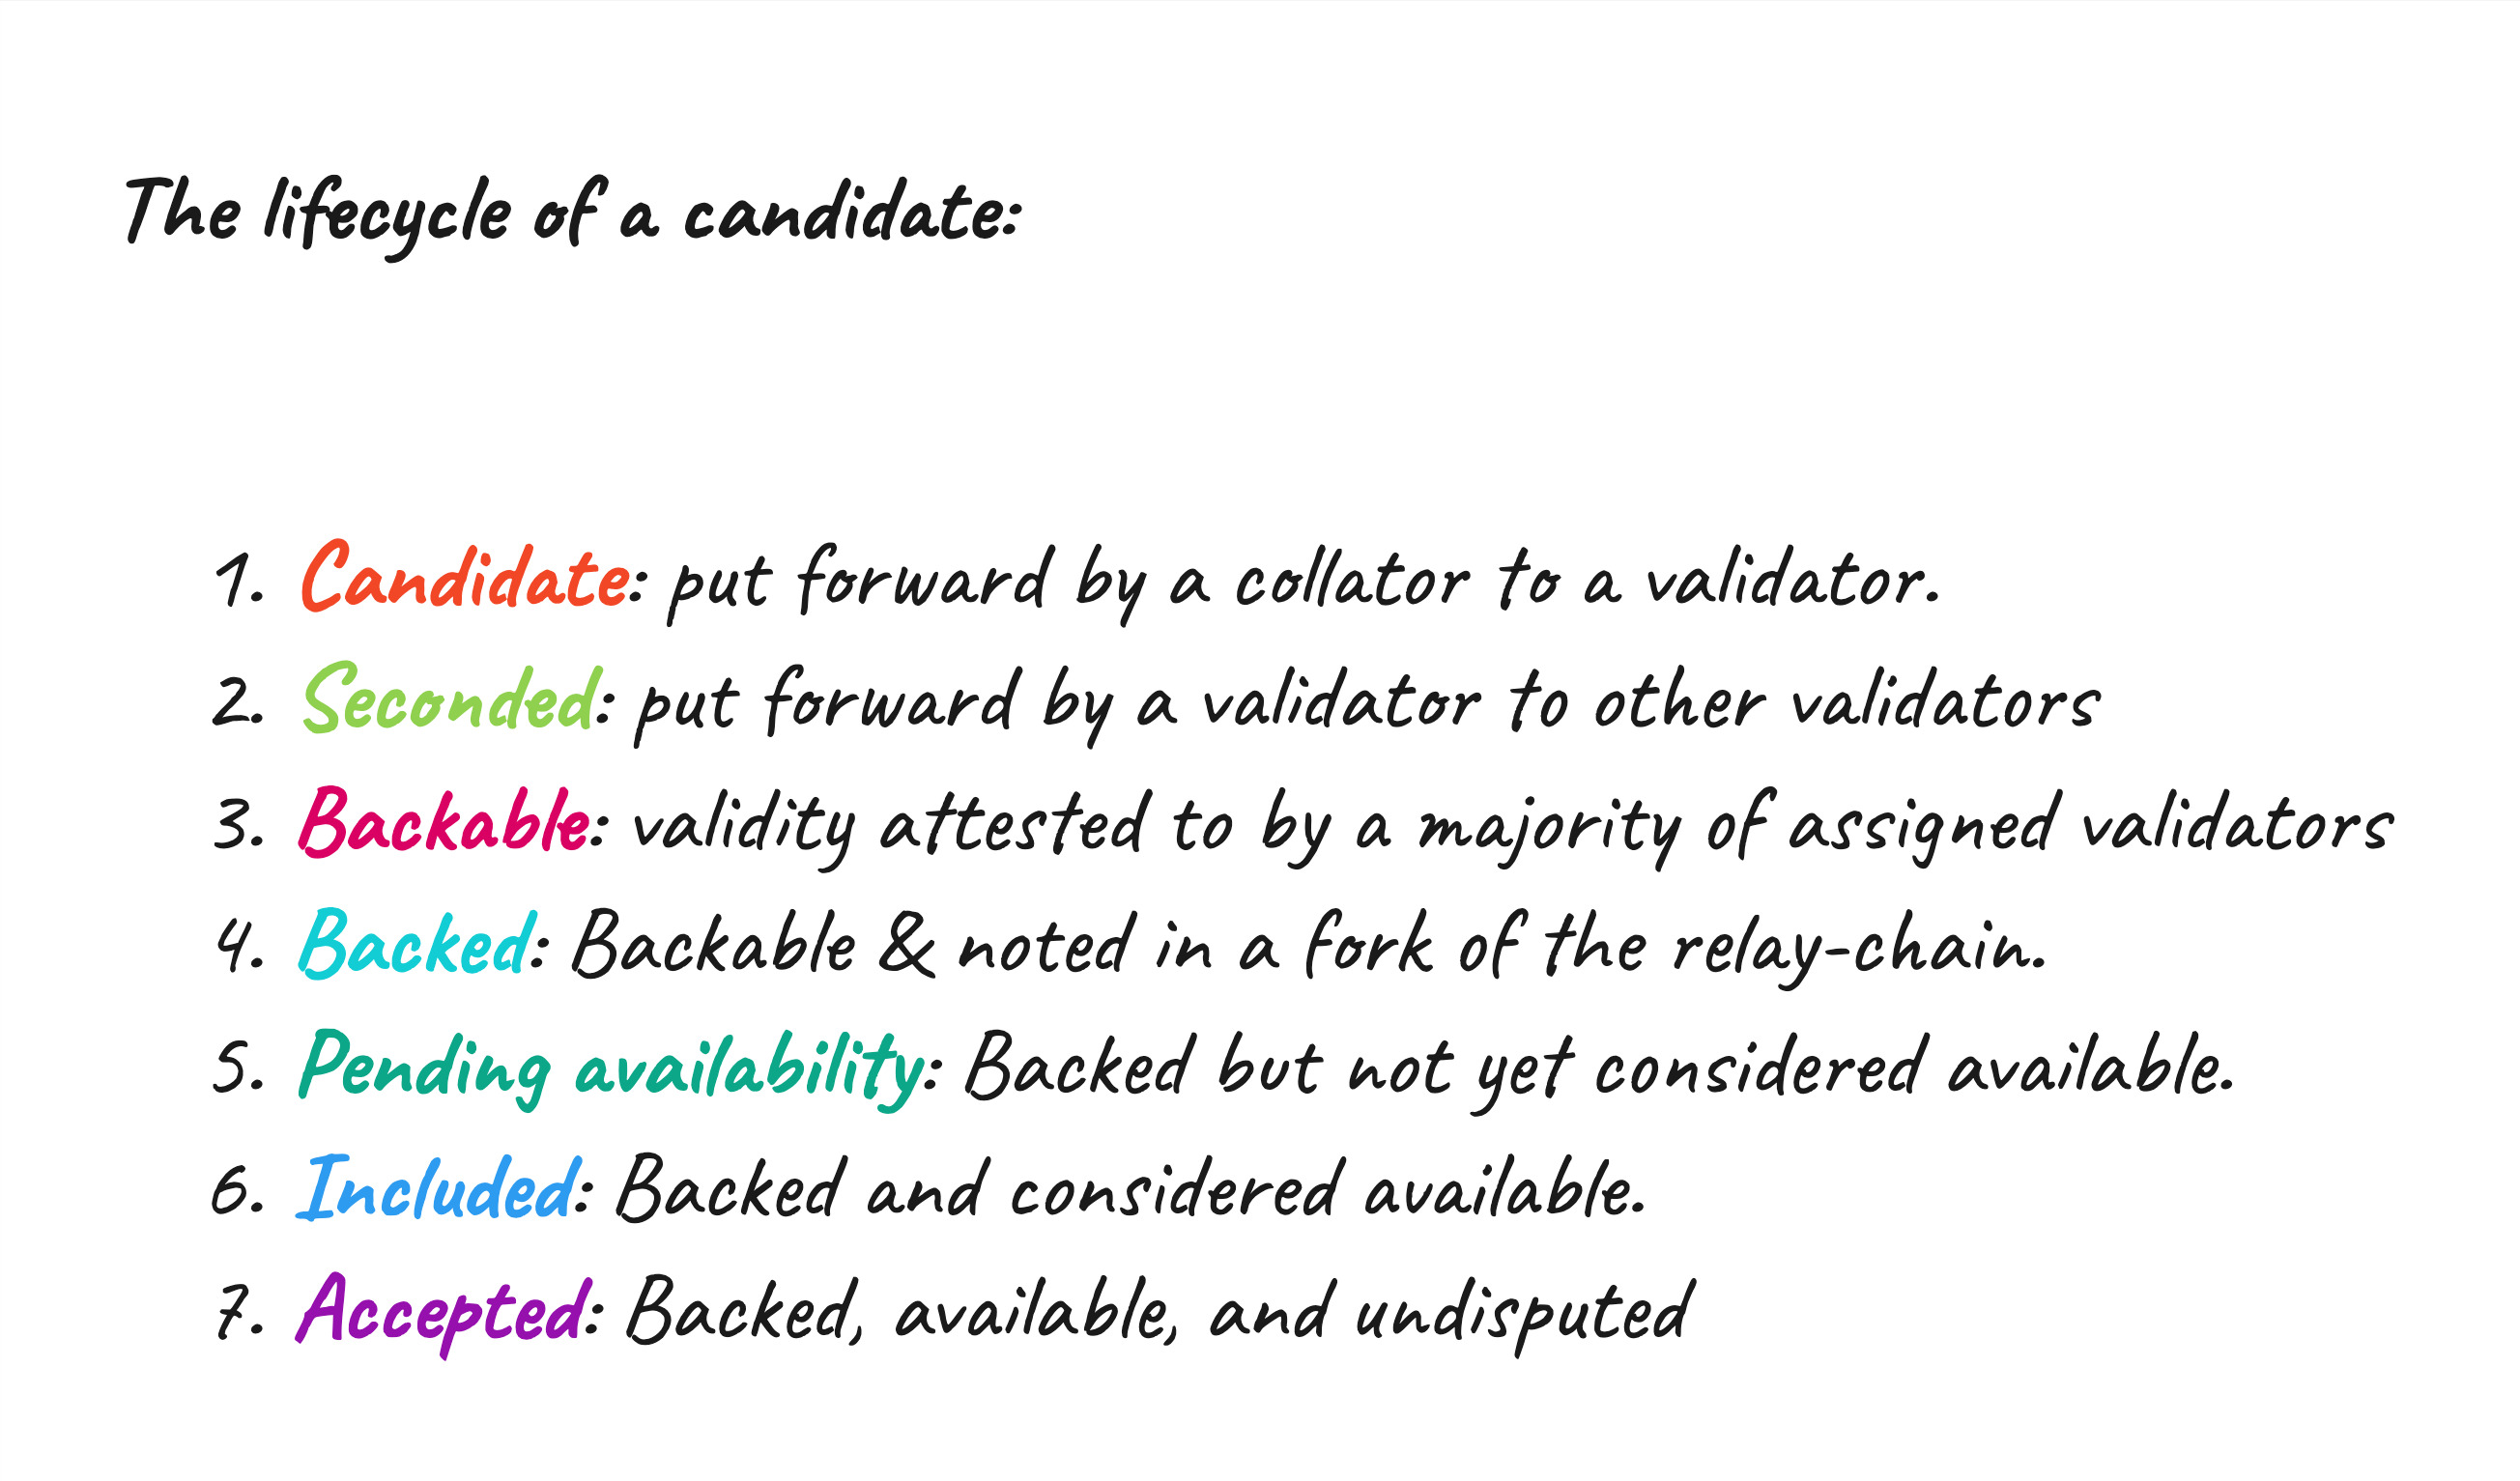 The lifecycle of a candidate:
1. Candidate: put forward by a collator to a validator.
2. Seconded: put forward by a validator to other validators
3. Backable: validity attested to by a majority of assigned validators
4. Backed: Backable & noted in a fork of the relay-chain.
5. Pending availability: Backed but not yet considered available.
6. Included: Backed and considered available.
7. Accepted: Backed, available, and undisputed